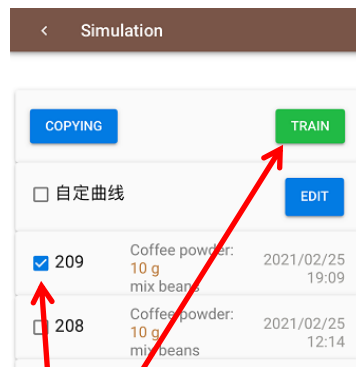 Simulation
COPYING
TRAIN
自定曲线
EDIT
209
Coffee powder:
10 g
mix beans
2021/02/25
19:09
208
Coffee powder:
10 g
mix beans
2021/02/25
12:14